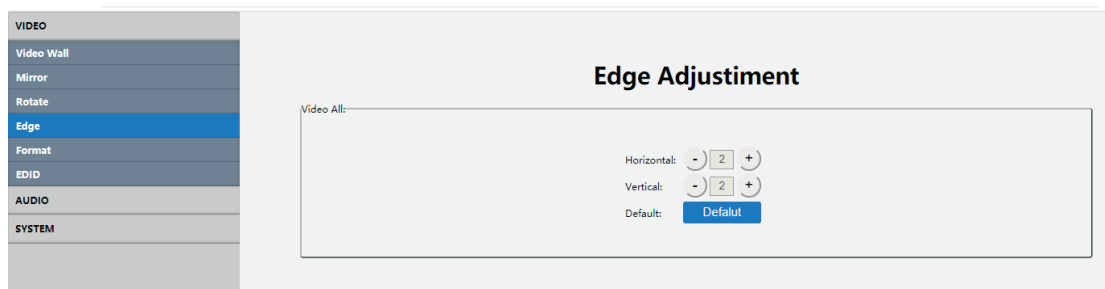 VIDEO
Video Wall
Mirror
Rotate
Edge
Format
EDID
AUDIO
SYSTEM
Edge Adjustiment
Video All:
Horizontal: - 2 +
Vertical: - 2 +
Default: Defalut